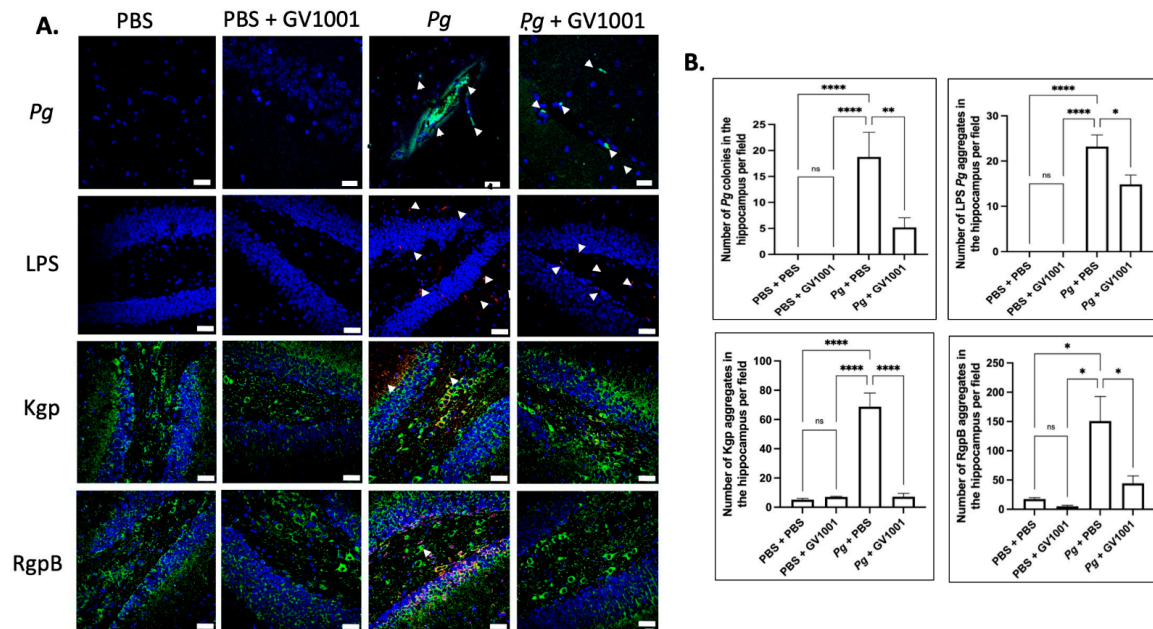 A.
PBS
PBS + GV1001
Pg
Pg + GV1001
Pg
LPS
Kgp
RgpB
B.
Number of Pg colonies in the
hippocampus per field
25
20
15
10
5
0
****
****
**
ns
PBS + PBS
PBS + GV1001
Pg + PBS
Pg + GV1001
Number of LPS Pg aggregates in
the hippocampus per field
30
20
10
0
****
****
*
ns
PBS + PBS
PBS + GV1001
Pg + PBS
Pg + GV1001
Number of Kgp aggregates in
the hippocampus per field
100
80
60
40
20
0
****
****
****
ns
PBS + PBS
PBS + GV1001
Pg + PBS
Pg + GV1001
Number of RgpB aggregates in
the hippocampus per field
250
200
150
100
50
0
*
*
*
ns
PBS + PBS
PBS + GV1001
Pg + PBS
Pg + GV1001